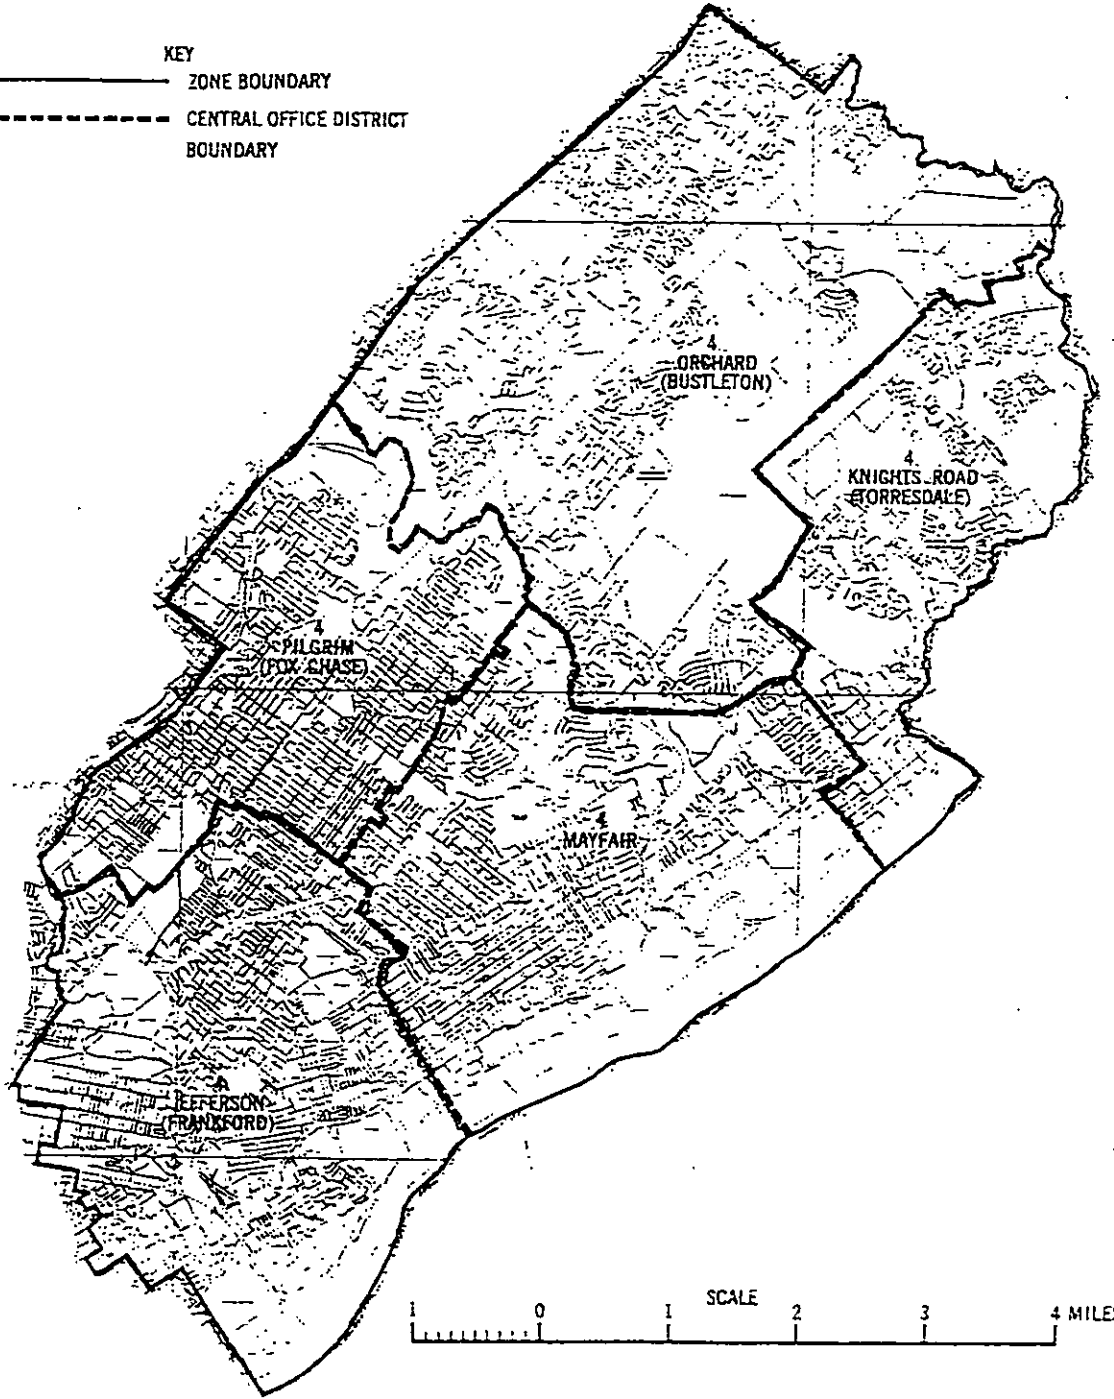 KEY
ZONE BOUNDARY
CENTRAL OFFICE DISTRICT
BOUNDARY
4
ORCHARD
(BUSTLETON)
4
KNIGHTS ROAD
(TORRESDALE)
4
PILGRIM
(FOX CHASE)
4
MAYFAIR
4
JEFFERSON
(FRANKFORD)
SCALE
1 0 1 2 3 4 MILES